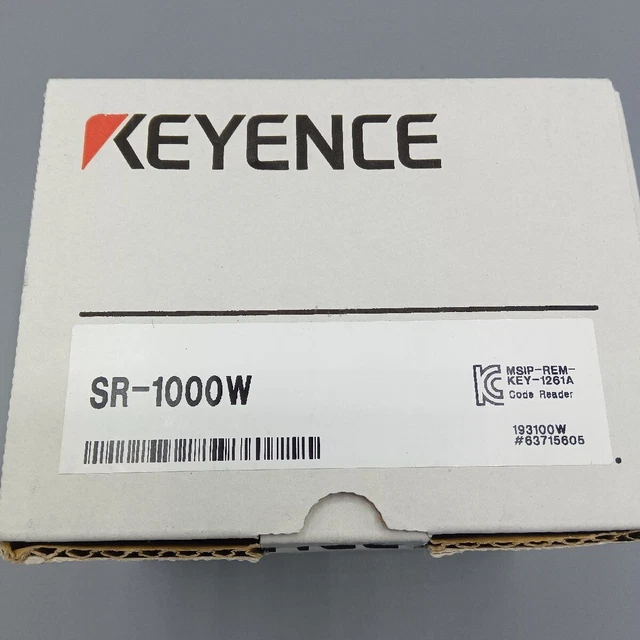 KEYENCE
SR-1000W
MSIP-REM-
KEY-1261A
Code Reader
193100W
#63715605